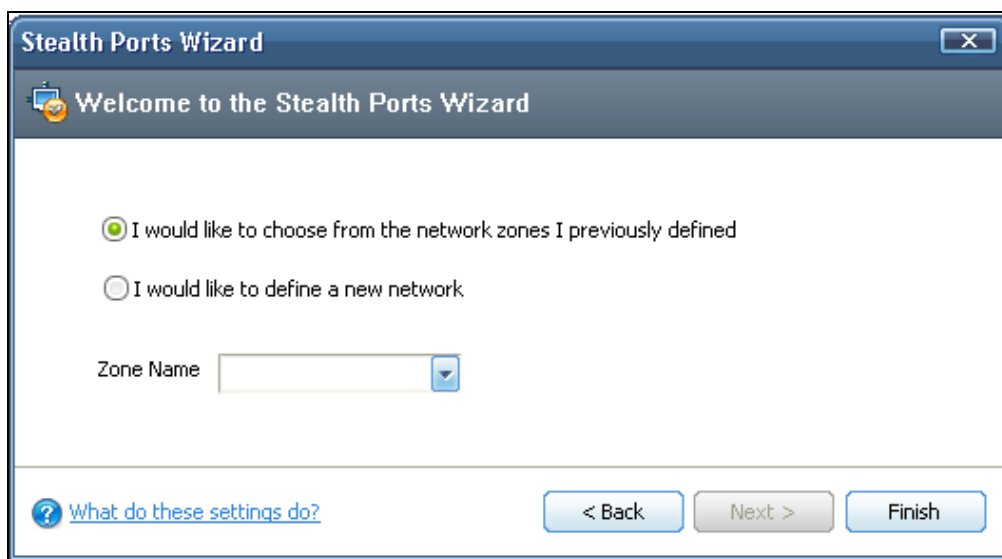 Stealth Ports Wizard
Welcome to the Stealth Ports Wizard
I would like to choose from the network zones I previously defined
I would like to define a new network
Zone Name
What do these settings do?
< Back
Next >
Finish